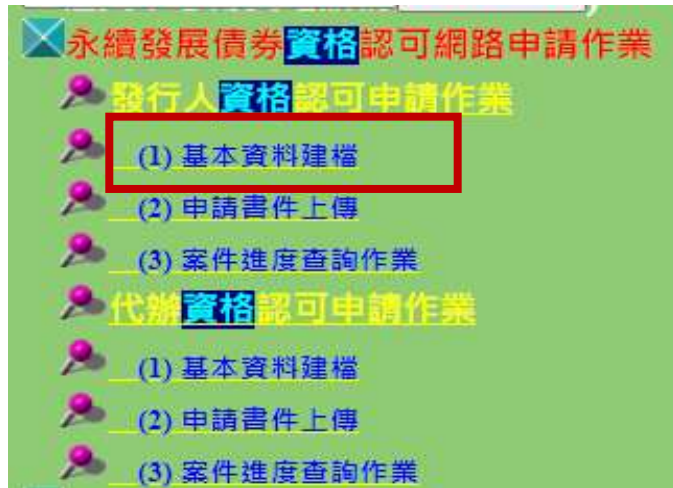 永續發展債券資格認可網路申請作業
發行人資格認可申請作業
(1) 基本資料建檔
(2) 申請書件上傳
(3) 案件進度查詢作業
代辦資格認可申請作業
(1) 基本資料建檔
(2) 申請書件上傳
(3) 案件進度查詢作業